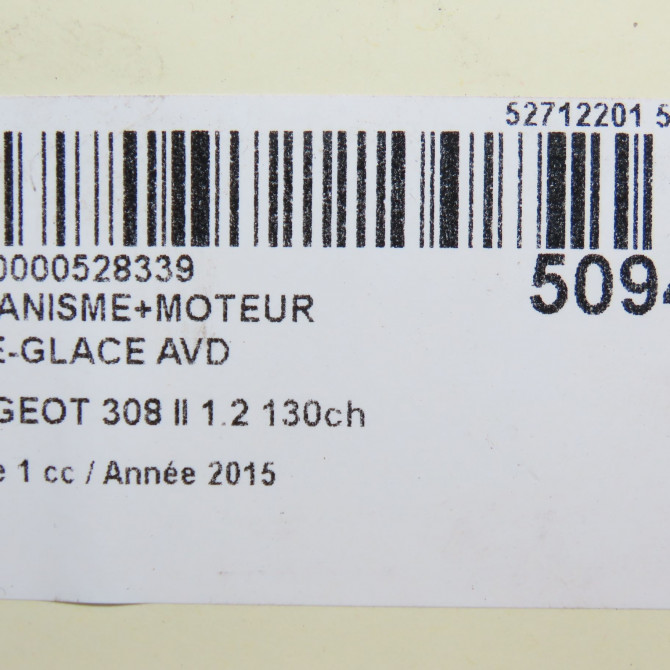 52712201 5
0000528339
5094
ANISME+MOTEUR
E-GLACE AVD
GEOT 308 II 1.2 130ch
e 1 cc / Année 2015